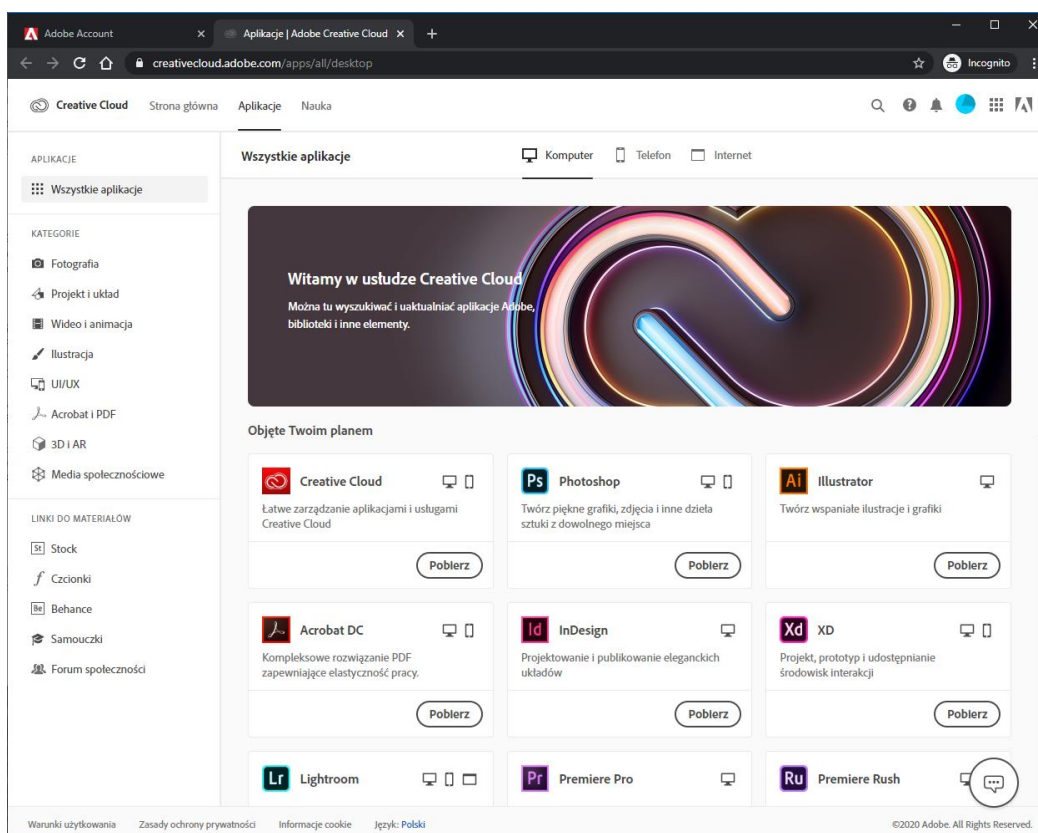 Adobe Account
Aplikacje | Adobe Creative Cloud
creativecloud.adobe.com/apps/all/desktop
Incognito
Creative Cloud Strona główna Aplikacje Nauka
APLIKACJE
Wszystkie aplikacje
KATEGORIE
Fotografia
Projekt i układ
Wideo i animacja
Ilustracja
UI/UX
Acrobat i PDF
3D i AR
Media społecznościowe
LINKI DO MATERIAŁÓW
St Stock
Czcionki
Be Behance
Samouczki
Forum społeczności
Wszystkie aplikacje
Komputer Telefon Internet
Witamy w usłudze Creative Cloud
Można tu wyszukiwać i uaktualniać aplikacje Adobe,
biblioteki i inne elementy.
Objęte Twoim planem
Creative Cloud
Łatwe zarządzanie aplikacjami i usługami
Creative Cloud
Pobierz
Ps Photoshop
Twórz piękne grafiki, zdjęcia i inne dzieła
sztuki z dowolnego miejsca
Pobierz
Ai Illustrator
Twórz wspaniałe ilustracje i grafiki
Pobierz
Acrobat DC
Kompleksowe rozwiązanie PDF
zapewniające elastyczność pracy.
Pobierz
Id InDesign
Projektowanie i publikowanie eleganckich
układów
Pobierz
Xd XD
Projekt, prototyp i udostępnianie
środowisk interakcji
Pobierz
Lr Lightroom
Pr Premiere Pro
Ru Premiere Rush
Warunki użytkowania Zasady ochrony prywatności Informacje cookie Język: Polski
©2020 Adobe. All Rights Reserved.